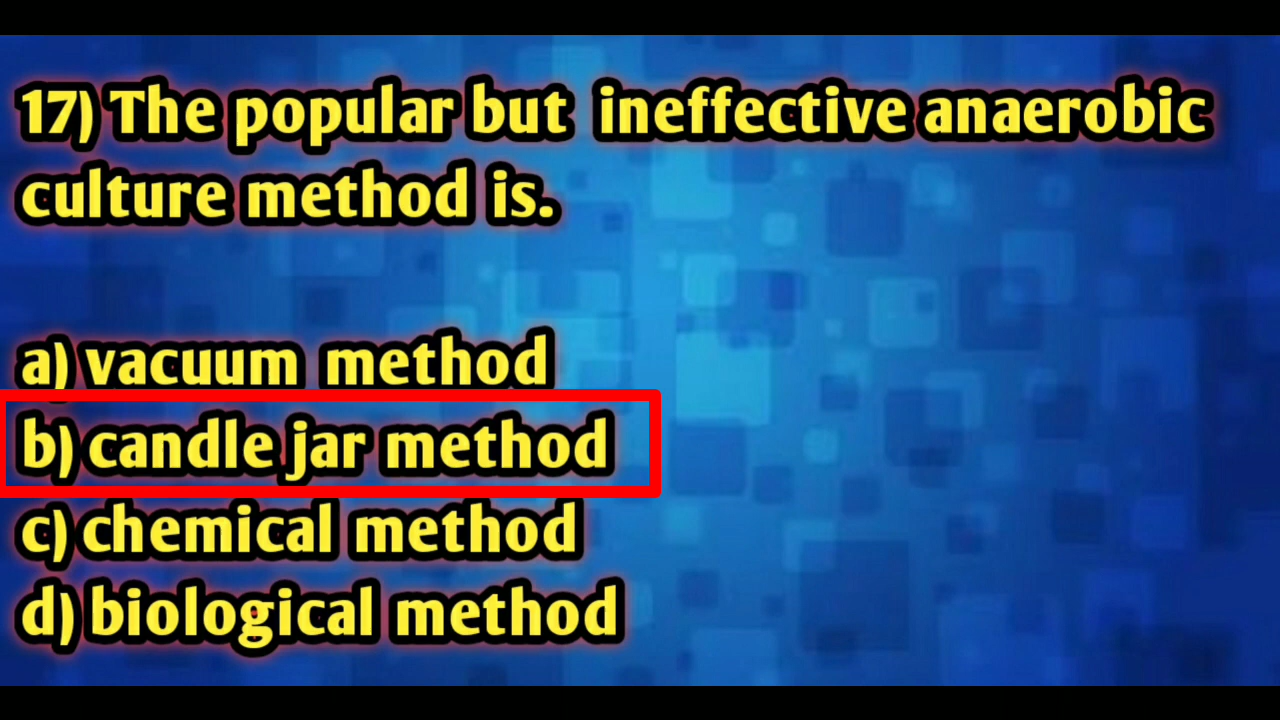 17) The popular but ineffective anaerobic
culture method is.
a) vacuum method
b) candle jar method
c) chemical method
d) biological method